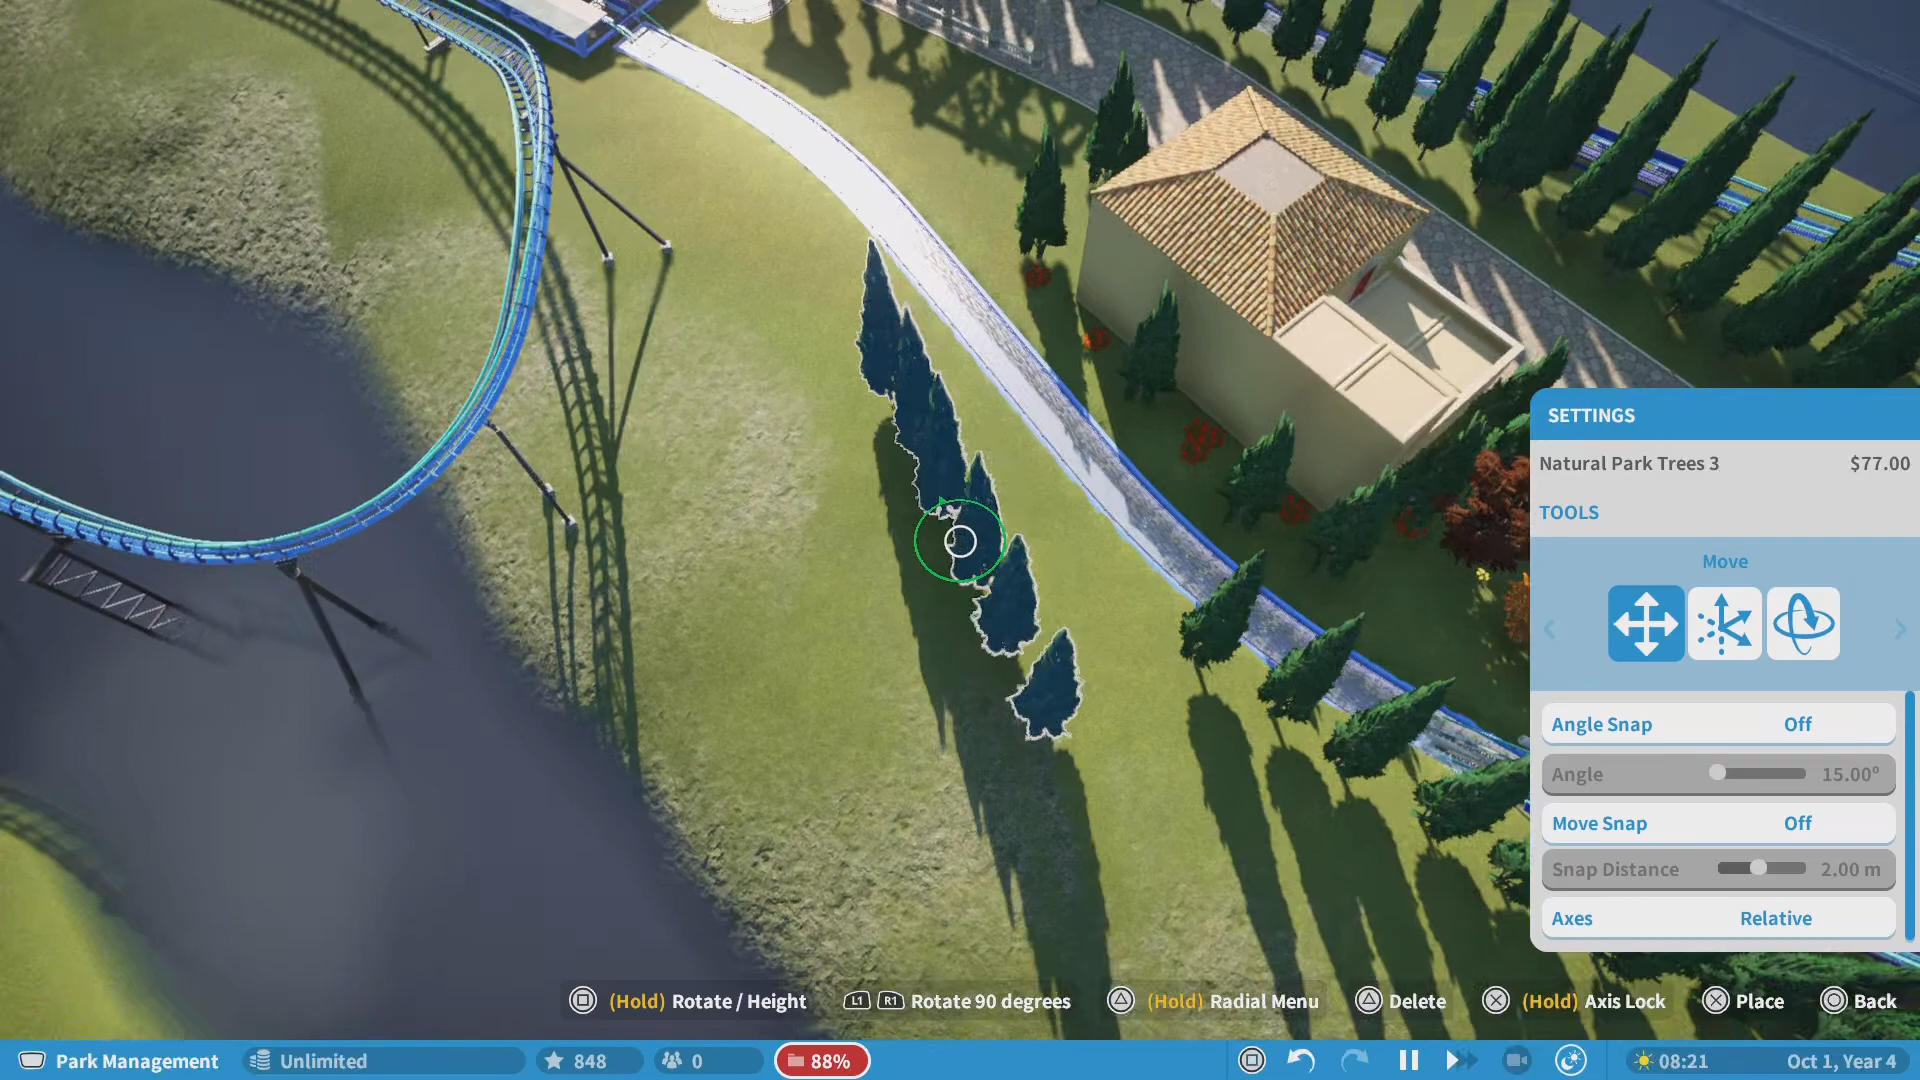 SETTINGS
Natural Park Trees 3 $77.00
TOOLS
Move
Angle Snap Off
Angle 15.00°
Move Snap Off
Snap Distance 2.00 m
Axes Relative
(Hold) Rotate / Height L1 R1 Rotate 90 degrees (Hold) Radial Menu Delete (Hold) Axis Lock Place Back
Park Management Unlimited 848 0 88% 08:21 Oct 1, Year 4